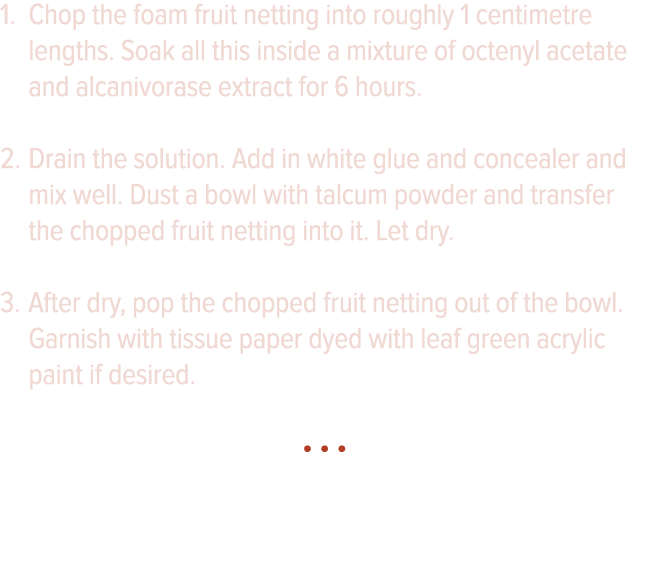 1. Chop the foam fruit netting into roughly 1 centimetre
lengths. Soak all this inside a mixture of octenyl acetate
and alcanivorase extract for 6 hours.
2. Drain the solution. Add in white glue and concealer and
mix well. Dust a bowl with talcum powder and transfer
the chopped fruit netting into it. Let dry.
3. After dry, pop the chopped fruit netting out of the bowl.
Garnish with tissue paper dyed with leaf green acrylic
paint if desired.
• • •